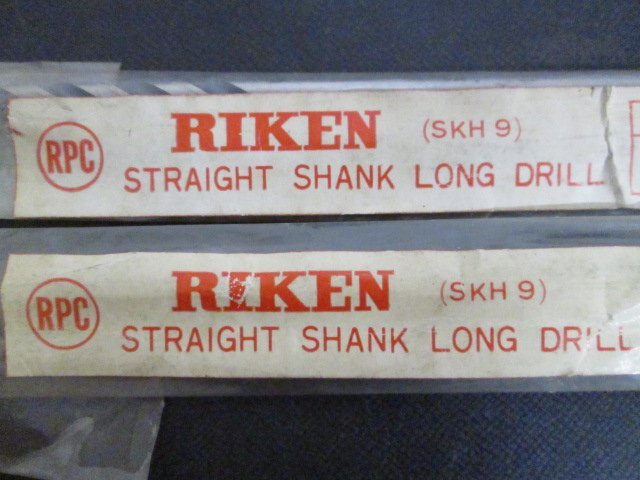 RPC RIKEN (SKH 9)
STRAIGHT SHANK LONG DRILL
RPC RIKEN (SKH 9)
STRAIGHT SHANK LONG DRILL